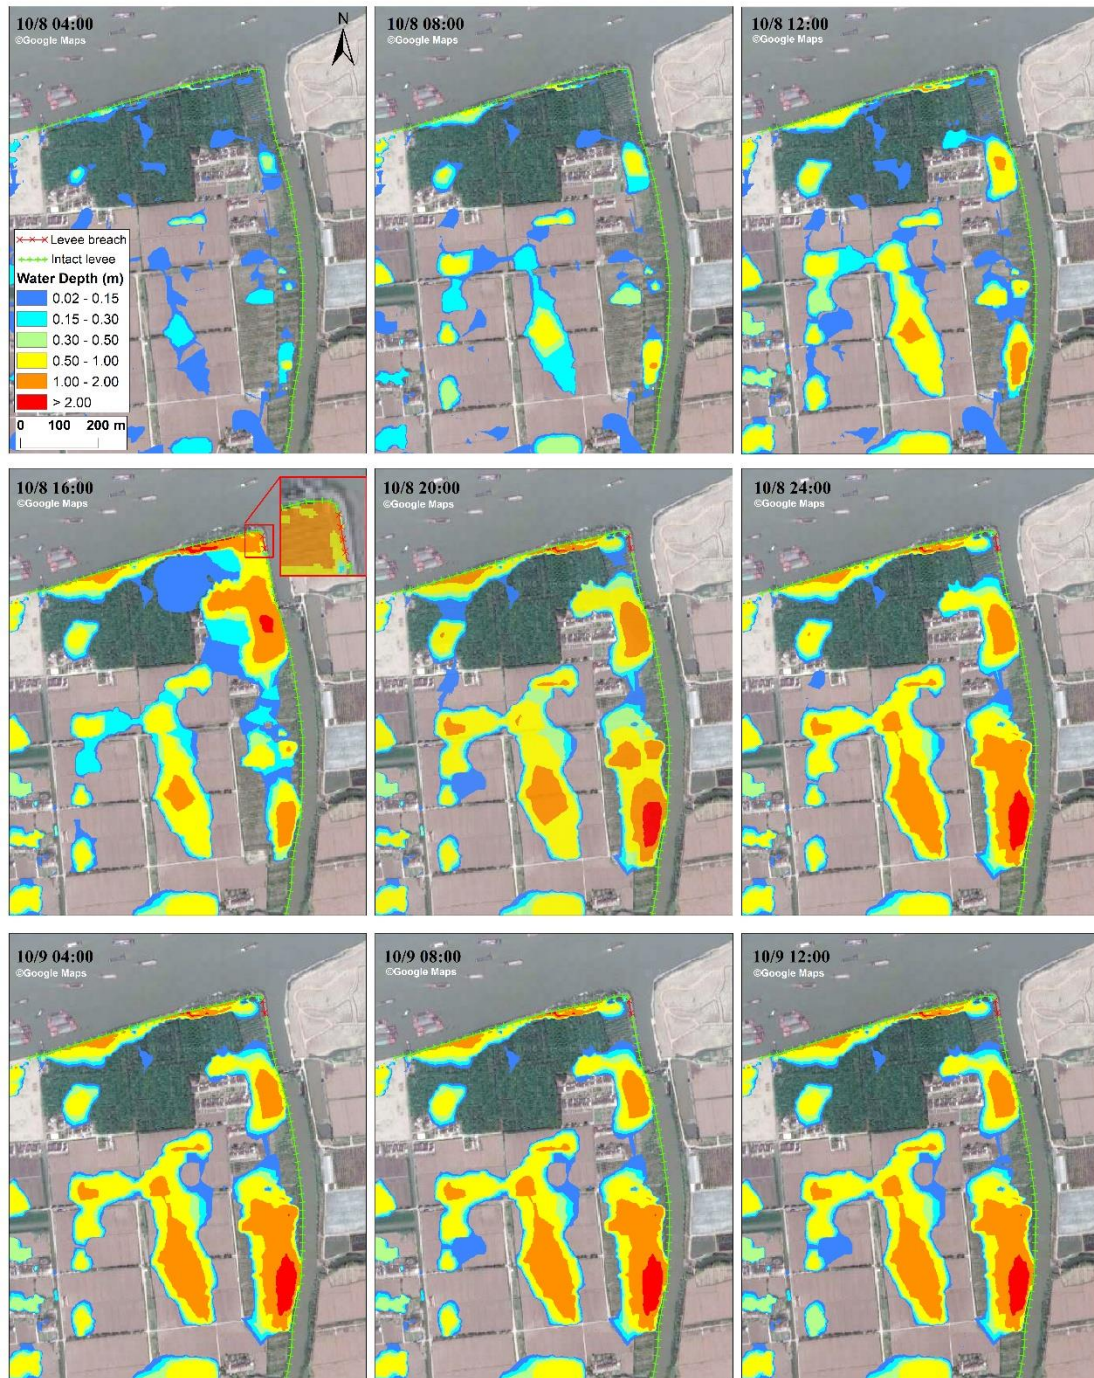 10/8 04:00
©Google Maps
N
10/8 08:00
©Google Maps
10/8 12:00
©Google Maps
Levee breach
Intact levee
Water Depth (m)
0.02 - 0.15
0.15 - 0.30
0.30 - 0.50
0.50 - 1.00
1.00 - 2.00
> 2.00
0 100 200 m
10/8 16:00
©Google Maps
10/8 20:00
©Google Maps
10/8 24:00
©Google Maps
10/9 04:00
©Google Maps
10/9 08:00
©Google Maps
10/9 12:00
©Google Maps